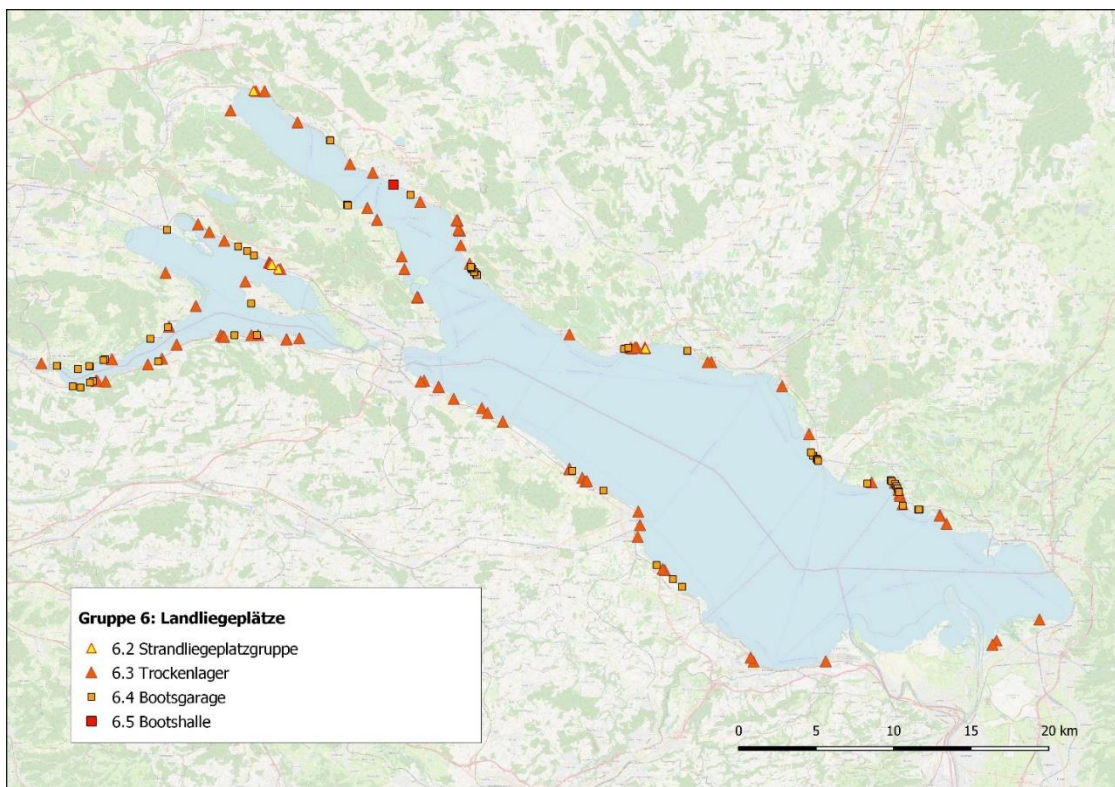 Gruppe 6: Landliegeplätze
6.2 Strandliegeplatzgruppe
6.3 Trockenlager
6.4 Bootsgarage
6.5 Bootshalle
0 5 10 15 20 km